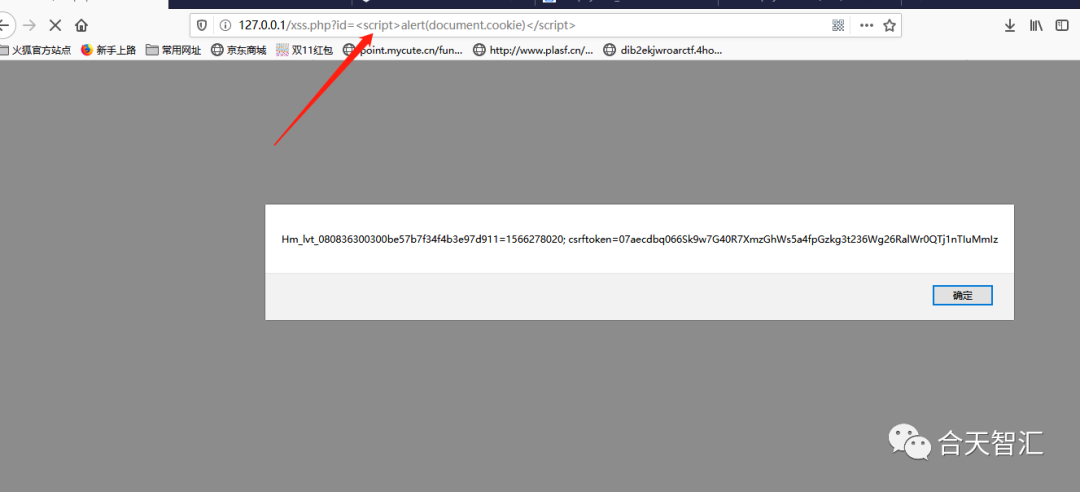 127.0.0.1/xss.php?id=<script>alert(document.cookie)</script>
火狐官方站点 新手上路 常用网址 京东商城 双11红包 point.mycute.cn/fun... http://www.plasf.cn/... dib2ekjwroarctf.4ho...
Hm_lvt_080836300300be57b7f34f4b3e97d911=1566278020; csrftoken=07aecdbq066Sk9w7G40R7XmzGhWs5a4fpGzkg3t236Wg26RalWr0QTj1nTIuMmIz
确定
合天智汇